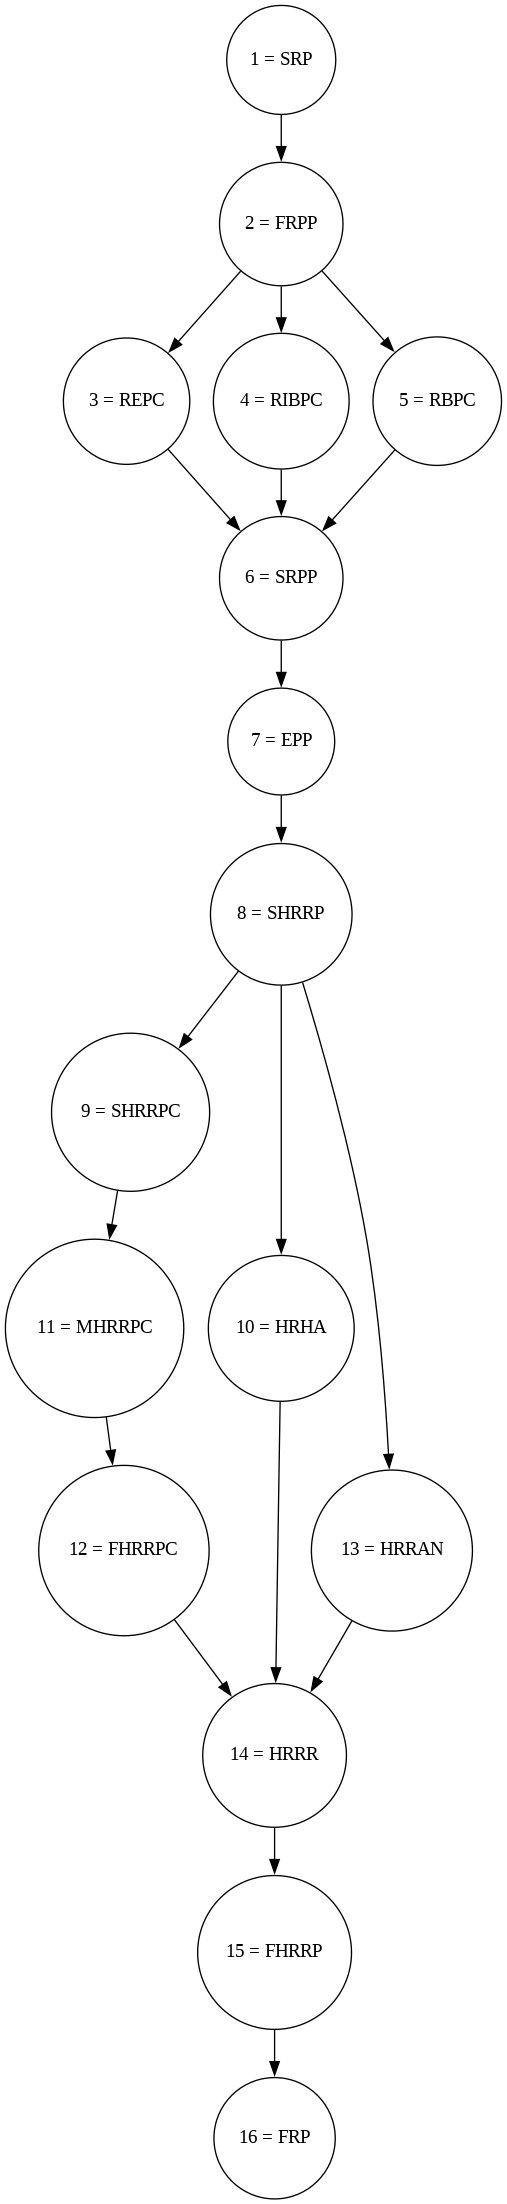 1 = SRP
2 = FRPP
3 = REPC
4 = RIBPC
5 = RBPC
6 = SRPP
7 = EPP
8 = SHRRP
9 = SHRRPC
11 = MHRRPC
10 = HRHA
12 = FHRRPC
13 = HRRAN
14 = HRRR
15 = FHRRP
16 = FRP